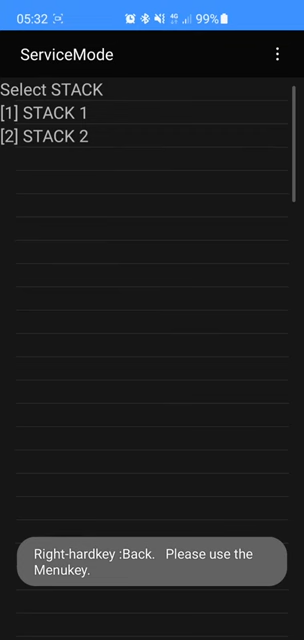 05:32 4G 99%
ServiceMode
Select STACK
[1] STACK 1
[2] STACK 2
Right-hardkey :Back. Please use the
Menukey.